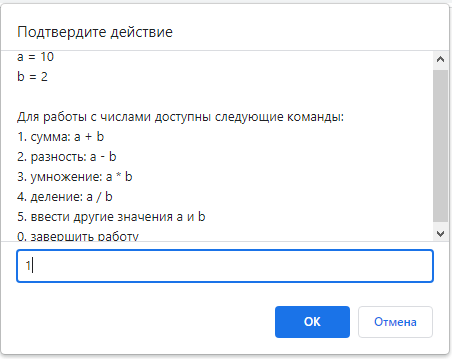 Подтвердите действие
a = 10
b = 2
Для работы с числами доступны следующие команды:
1. сумма: a + b
2. разность: a - b
3. умножение: a * b
4. деление: a / b
5. ввести другие значения a и b
0. завершить работу
1
ОК
Отмена